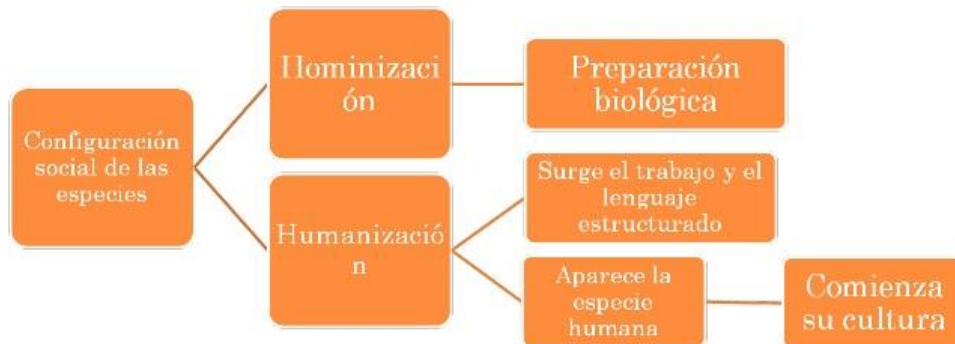 Configuración
social de las
especies
Hominizaci
ón
Preparación
biológica
Humanizació
n
Surge el trabajo y el
lenguaje
estructurado
Aparece la
especie
humana
Comienza
su cultura